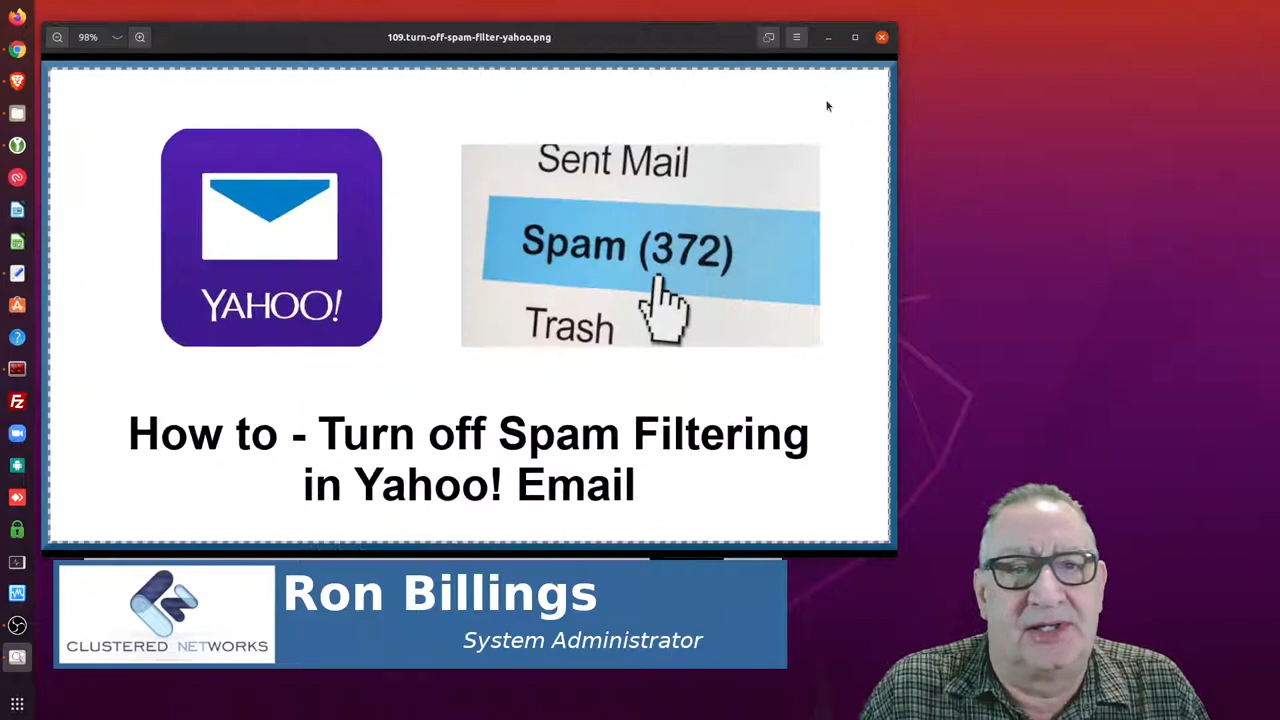 98%
109.turn-off-spam-filter-yahoo.png
YAHOO!
Sent Mail
Spam (372)
Trash
How to - Turn off Spam Filtering
in Yahoo! Email
CLUSTERED NETWORKS
Ron Billings
System Administrator